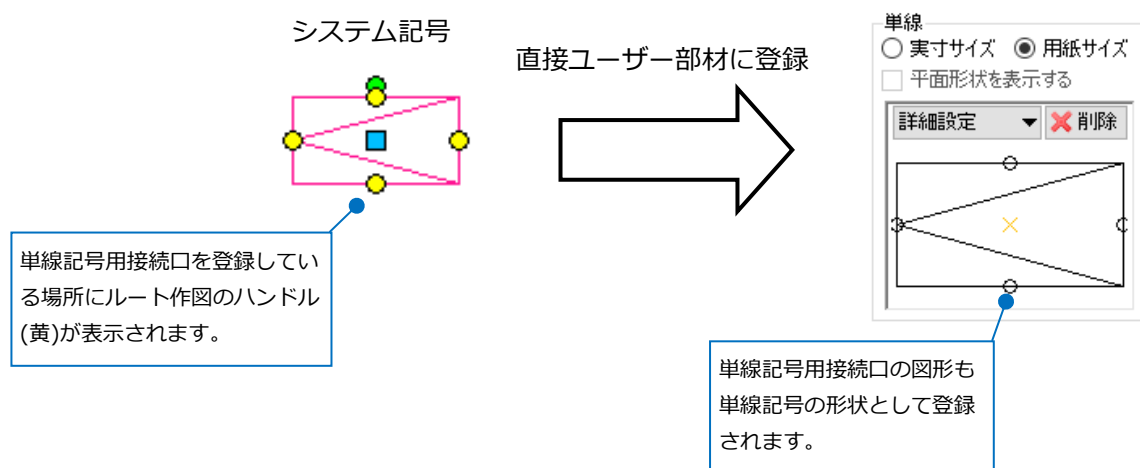 システム記号
直接ユーザー部材に登録
単線
実寸サイズ 用紙サイズ
平面形状を表示する
詳細設定 削除
単線記号用接続口を登録してい
る場所にルート作図のハンドル
(黄)が表示されます。
単線記号用接続口の図形も
単線記号の形状として登録
されます。